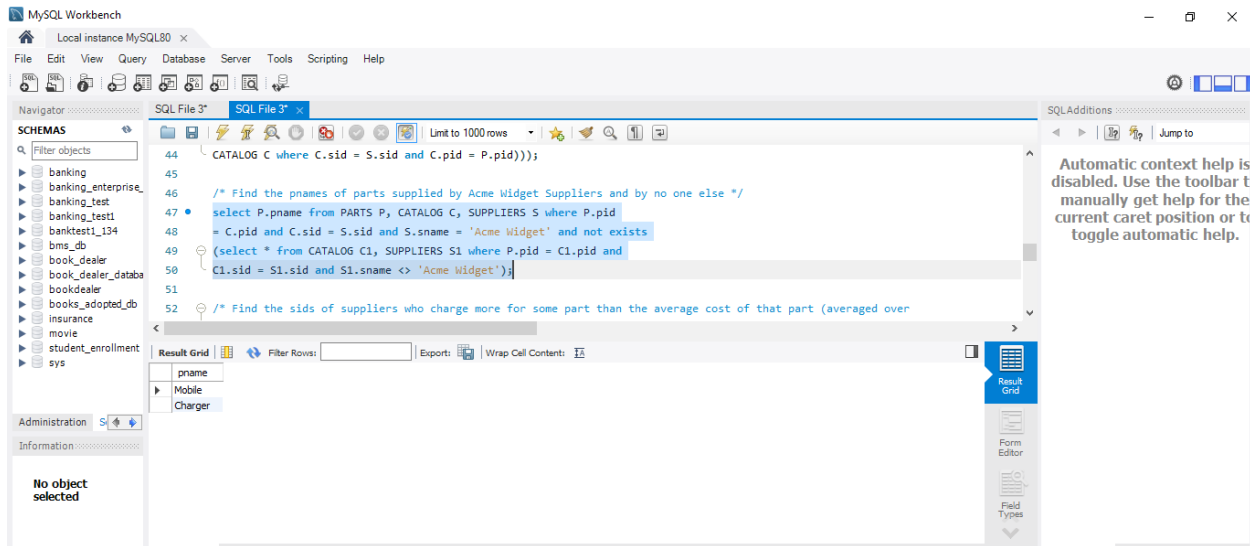 MySQL Workbench
Local instance MySQL80 ×
File Edit View Query Database Server Tools Scripting Help
Navigator
SCHEMAS
Filter objects
banking
banking_enterprise_
banking_test
banking_test1
banktest1_134
bms_db
book_dealer
book_dealer_databa
bookdealer
books_adopted_db
insurance
movie
student_enrollment
sys
Administration S
Information
No object
selected
SQL File 3* SQL File 3* ×
Limit to 1000 rows
44 CATALOG C where C.sid = S.sid and C.pid = P.pid)));
45
46 /* Find the pnames of parts supplied by Acme Widget Suppliers and by no one else */
47 select P.pname from PARTS P, CATALOG C, SUPPLIERS S where P.pid
48 = C.pid and C.sid = S.sid and S.sname = 'Acme Widget' and not exists
49 (select * from CATALOG C1, SUPPLIERS S1 where P.pid = C1.pid and
50 C1.sid = S1.sid and S1.sname <> 'Acme Widget');
51
52 /* Find the sids of suppliers who charge more for some part than the average cost of that part (averaged over
Result Grid Filter Rows: Export: Wrap Cell Content:
pname
Mobile
Charger
Result
Grid
Form
Editor
Field
Types
SQLAdditions
Jump to
Automatic context help is
disabled. Use the toolbar t
manually get help for the
current caret position or to
toggle automatic help.